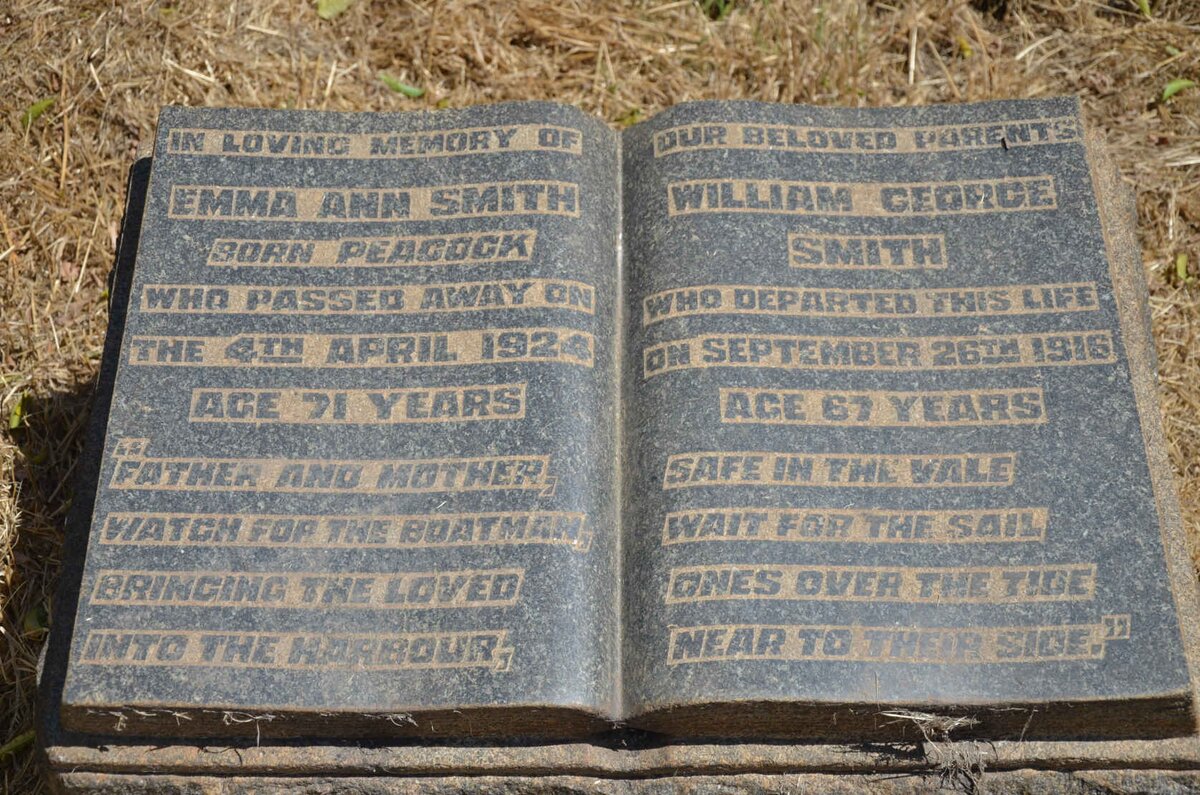 IN LOVING MEMORY OF
EMMA ANN SMITH
BORN PEACOCK
WHO PASSED AWAY ON
THE 4TH APRIL 1924
AGE 71 YEARS
"FATHER AND MOTHER,
WATCH FOR THE BOATMAN,
BRINGING THE LOVED
INTO THE HARBOUR,
OUR BELOVED PARENTS
WILLIAM GEORGE
SMITH
WHO DEPARTED THIS LIFE
ON SEPTEMBER 26TH 1916
AGE 67 YEARS
SAFE IN THE VALE
WAIT FOR THE SAIL
ONES OVER THE TIDE
NEAR TO THEIR SIDE."